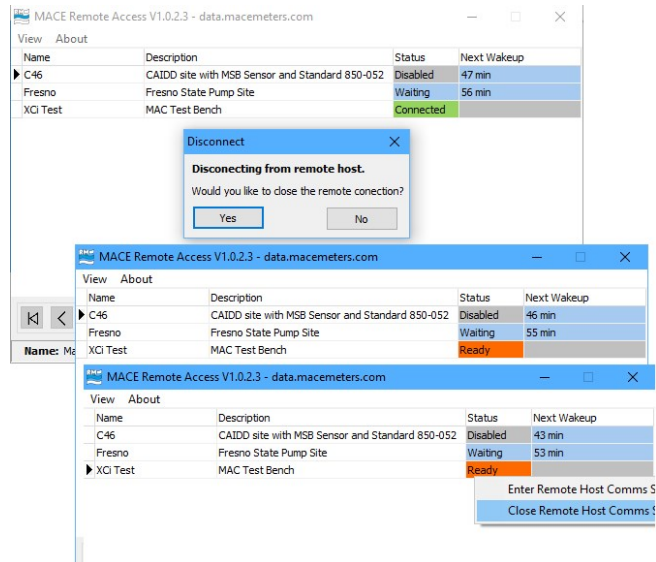 MACE Remote Access V1.0.2.3 - data.macemeters.com
View About
Name Description Status Next Wakeup
C46 CAIDD site with MSB Sensor and Standard 850-052 Disabled 47 min
Fresno Fresno State Pump Site Waiting 56 min
XCi Test MAC Test Bench Connected
Disconnect
Disconecting from remote host.
Would you like to close the remote conection?
Yes No
Name: Ma
MACE Remote Access V1.0.2.3 - data.macemeters.com
View About
Name Description Status Next Wakeup
C46 CAIDD site with MSB Sensor and Standard 850-052 Disabled 46 min
Fresno Fresno State Pump Site Waiting 55 min
XCi Test MAC Test Bench Ready
MACE Remote Access V1.0.2.3 - data.macemeters.com
View About
Name Description Status Next Wakeup
C46 CAIDD site with MSB Sensor and Standard 850-052 Disabled 43 min
Fresno Fresno State Pump Site Waiting 53 min
XCi Test MAC Test Bench Ready
Enter Remote Host Comms S
Close Remote Host Comms S